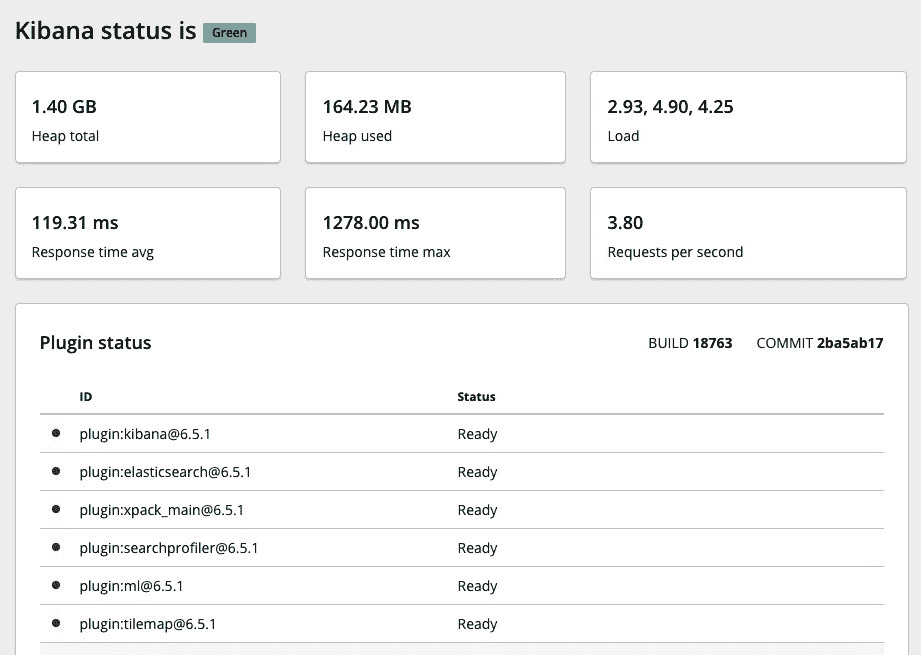 Kibana status is Green
1.40 GB
Heap total
164.23 MB
Heap used
2.93, 4.90, 4.25
Load
119.31 ms
Response time avg
1278.00 ms
Response time max
3.80
Requests per second
Plugin status BUILD 18763 COMMIT 2ba5ab17
ID Status
plugin:kibana@6.5.1 Ready
plugin:elasticsearch@6.5.1 Ready
plugin:xpack_main@6.5.1 Ready
plugin:searchprofiler@6.5.1 Ready
plugin:ml@6.5.1 Ready
plugin:tilemap@6.5.1 Ready